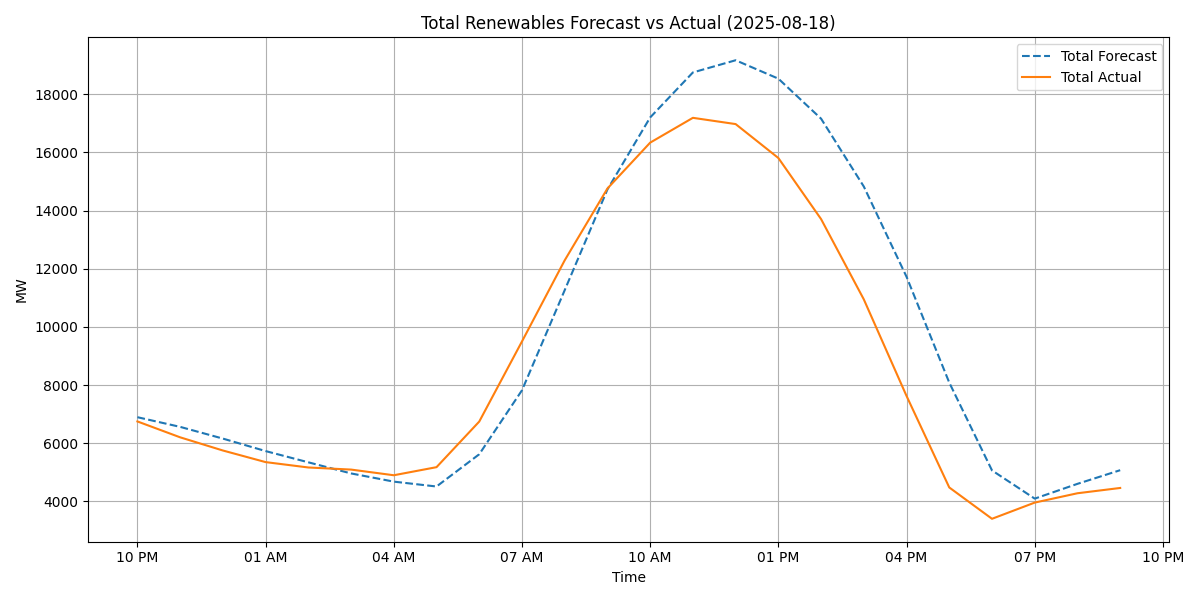 Total Renewables Forecast vs Actual (2025-08-18)
Total Forecast
Total Actual
18000
16000
14000
12000
10000
8000
6000
4000
MW
10 PM 01 AM 04 AM 07 AM 10 AM 01 PM 04 PM 07 PM 10 PM
Time